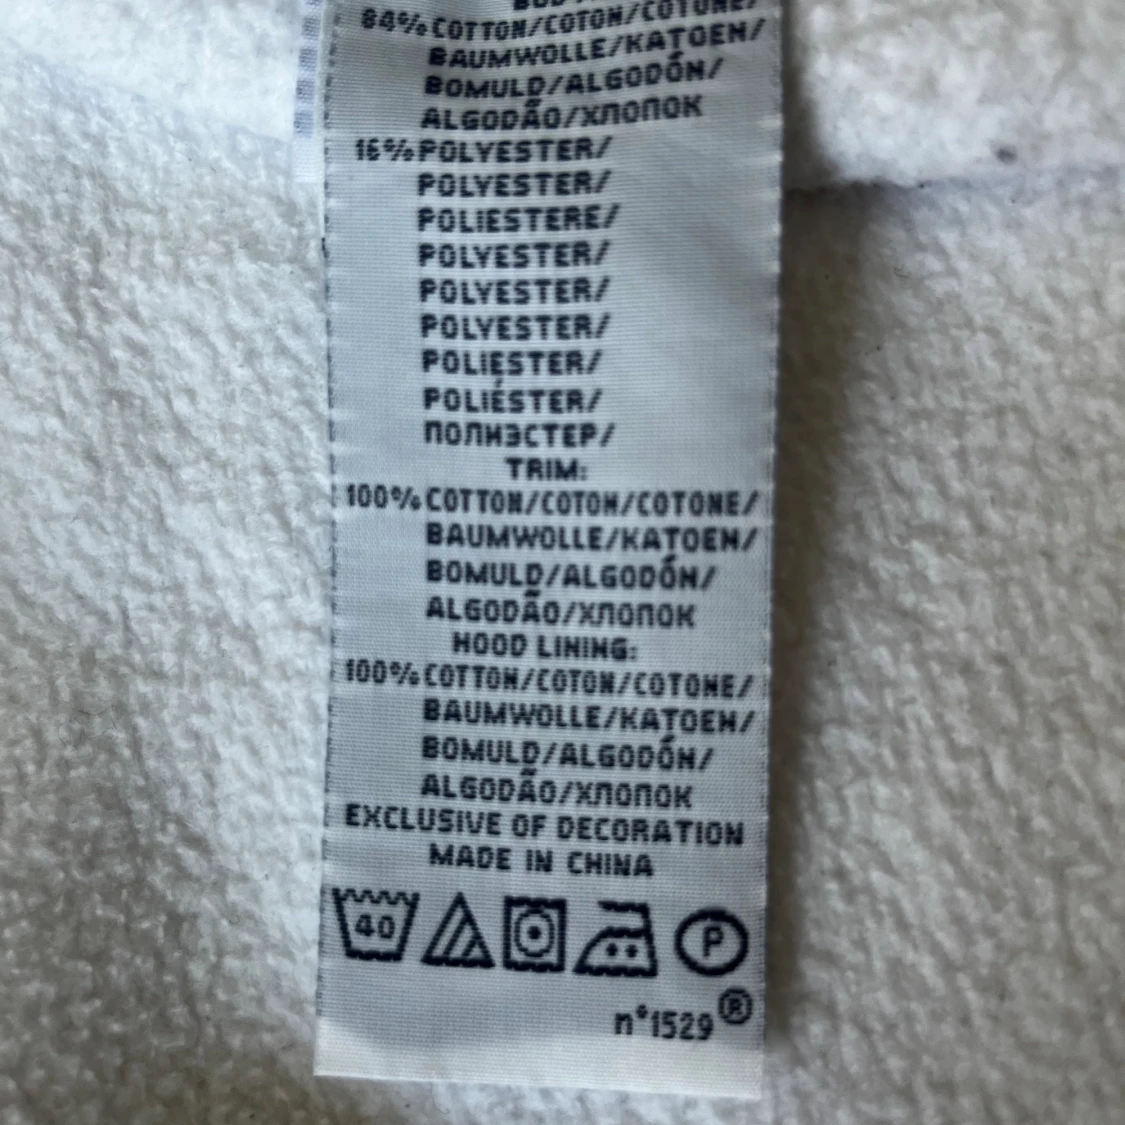 84% COTTON/COTON/COTONE/
BAUMWOLLE/KATOEN/
BOMULD/ALGODÓN/
ALGODÃO/ХЛОПОК
16% POLYESTER/
POLYESTER/
POLIESTERE/
POLYESTER/
POLYESTER/
POLYESTER/
POLIESTER/
POLIÉSTER/
ПОЛИЭСТЕР/
TRIM:
100% COTTON/COTON/COTONE/
BAUMWOLLE/KATOEN/
BOMULD/ALGODÓN/
ALGODÃO/ХЛОПОК
HOOD LINING:
100% COTTON/COTON/COTONE/
BAUMWOLLE/KATOEN/
BOMULD/ALGODÓN/
ALGODÃO/ХЛОПОК
EXCLUSIVE OF DECORATION
MADE IN CHINA
40 P
n°1529®